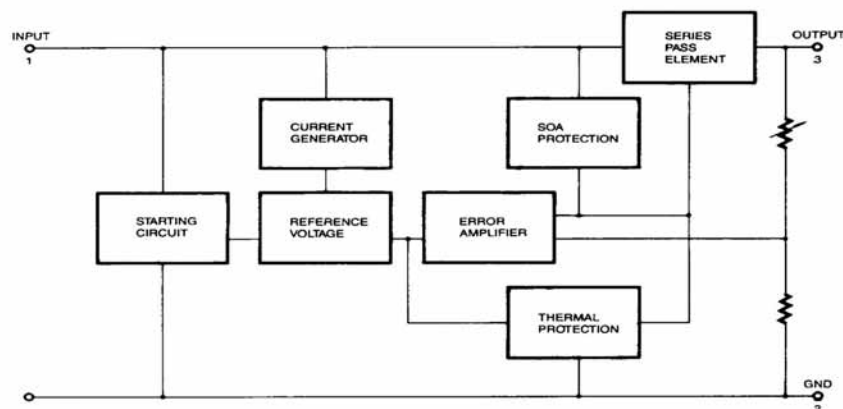 INPUT
1
SERIES
PASS
ELEMENT
OUTPUT
3
CURRENT
GENERATOR
SOA
PROTECTION
STARTING
CIRCUIT
REFERENCE
VOLTAGE
ERROR
AMPLIFIER
THERMAL
PROTECTION
GND
2